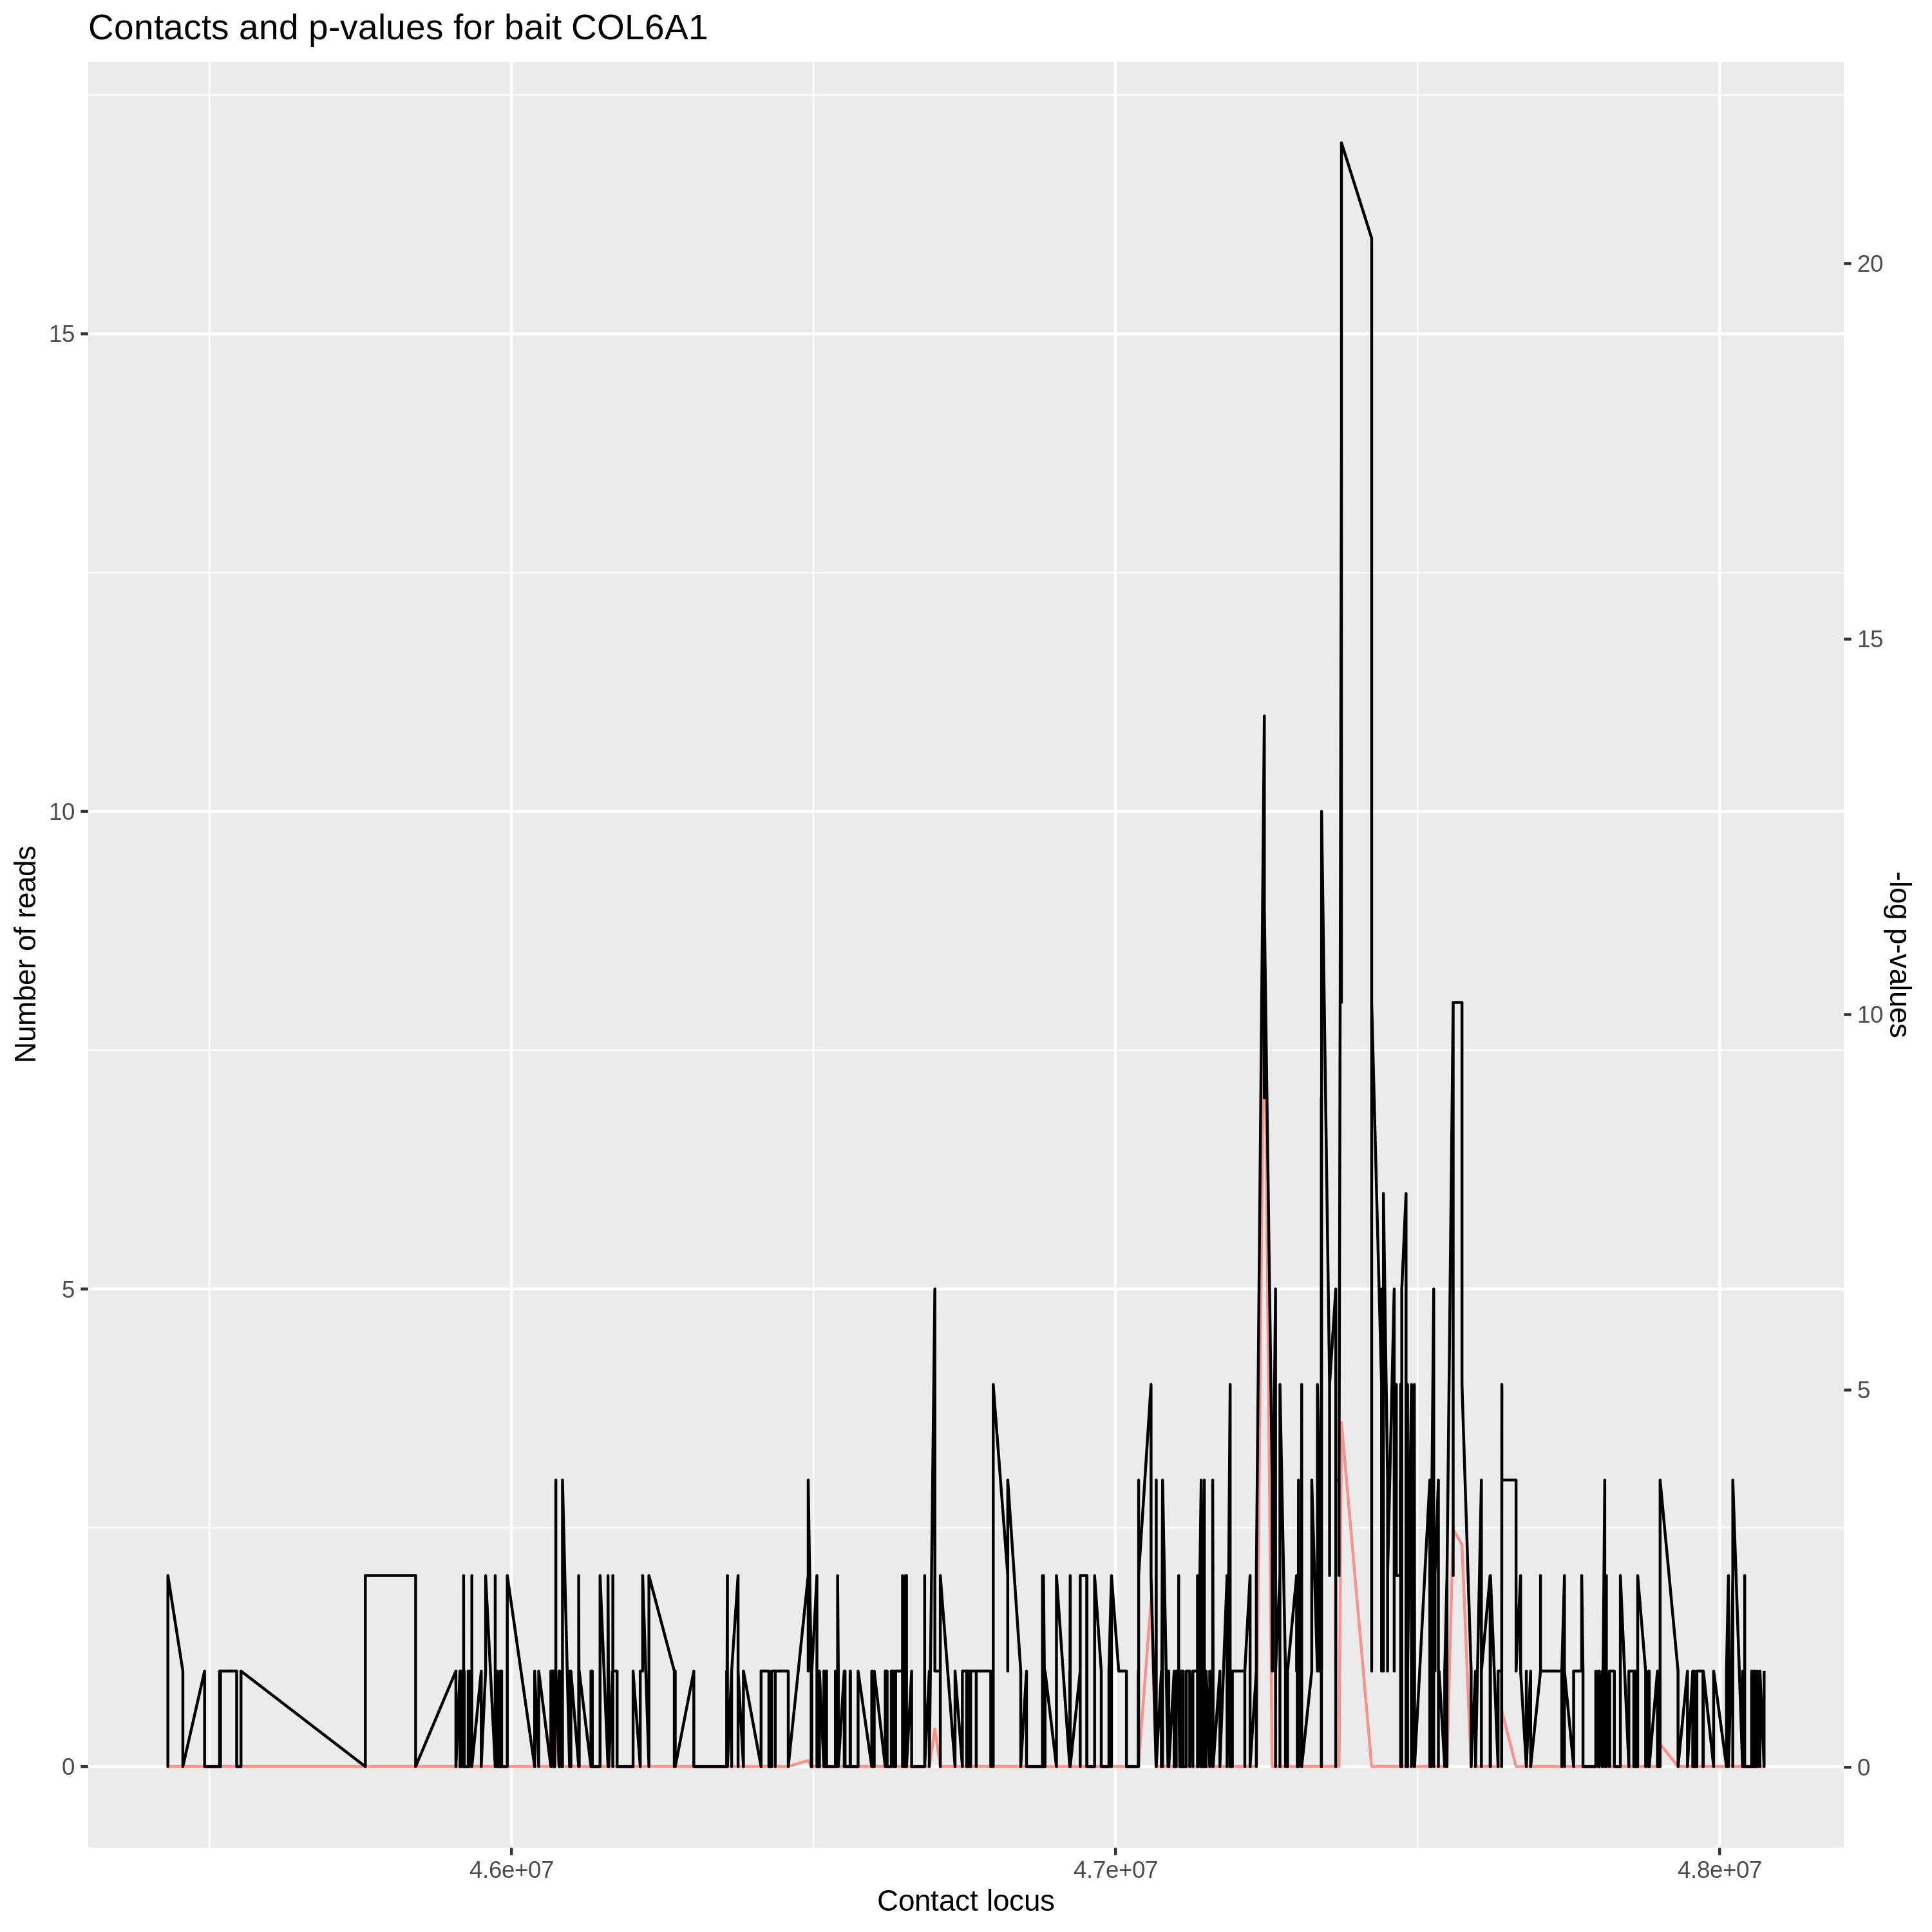 Contacts and p-values for bait COL6A1
15
10
5
0
Number of reads
20
15
10
5
0
-log p-values
4.6e+07
4.7e+07
4.8e+07
Contact locus